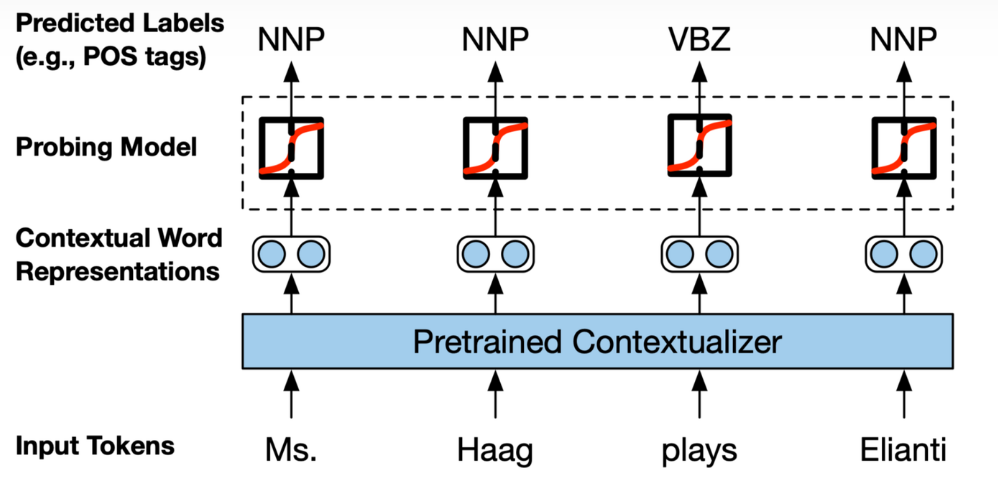 Predicted Labels
(e.g., POS tags)
NNP NNP VBZ NNP
Probing Model
Contextual Word
Representations
Pretrained Contextualizer
Input Tokens
Ms. Haag plays Elianti